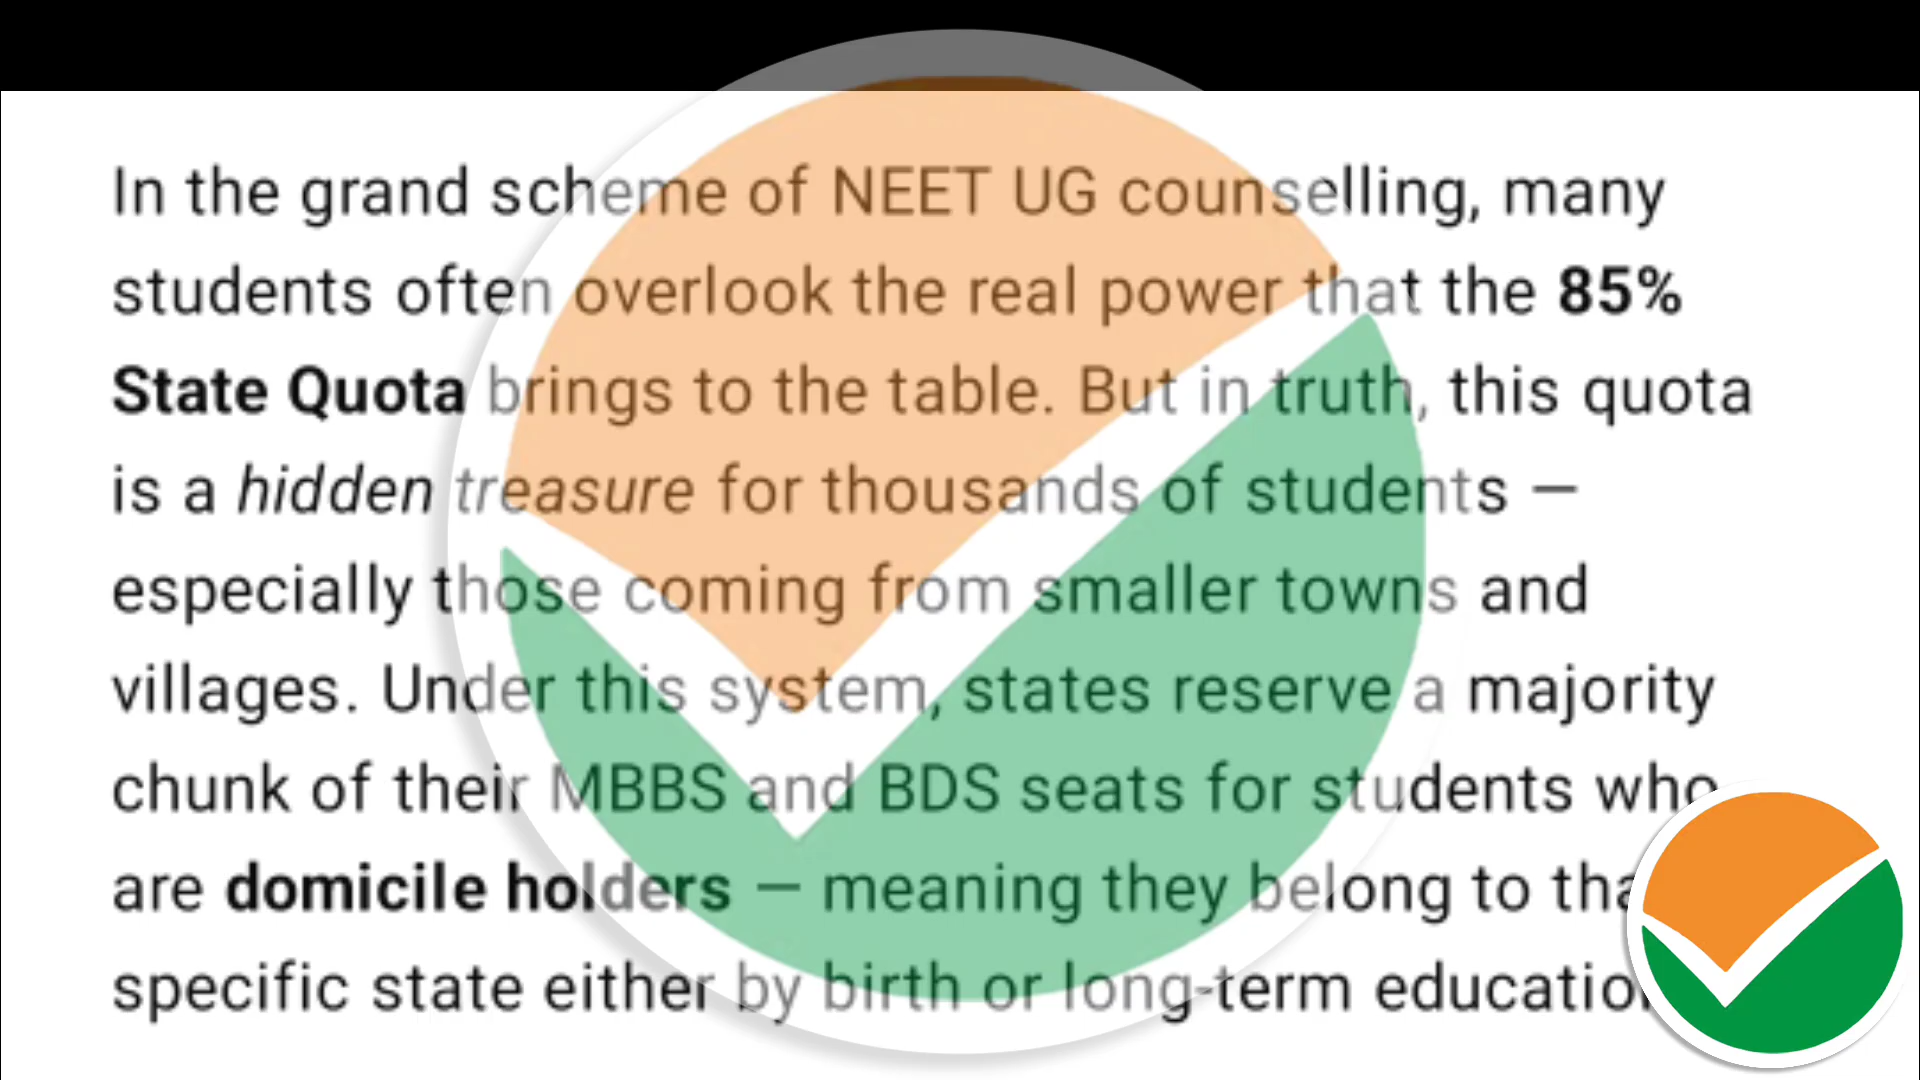 In the grand scheme of NEET UG counselling, many
students often overlook the real power that the 85%
State Quota brings to the table. But in truth, this quota
is a hidden treasure for thousands of students —
especially those coming from smaller towns and
villages. Under this system, states reserve a majority
chunk of their MBBS and BDS seats for students who
are domicile holders — meaning they belong to
specific state either by birth or long-term